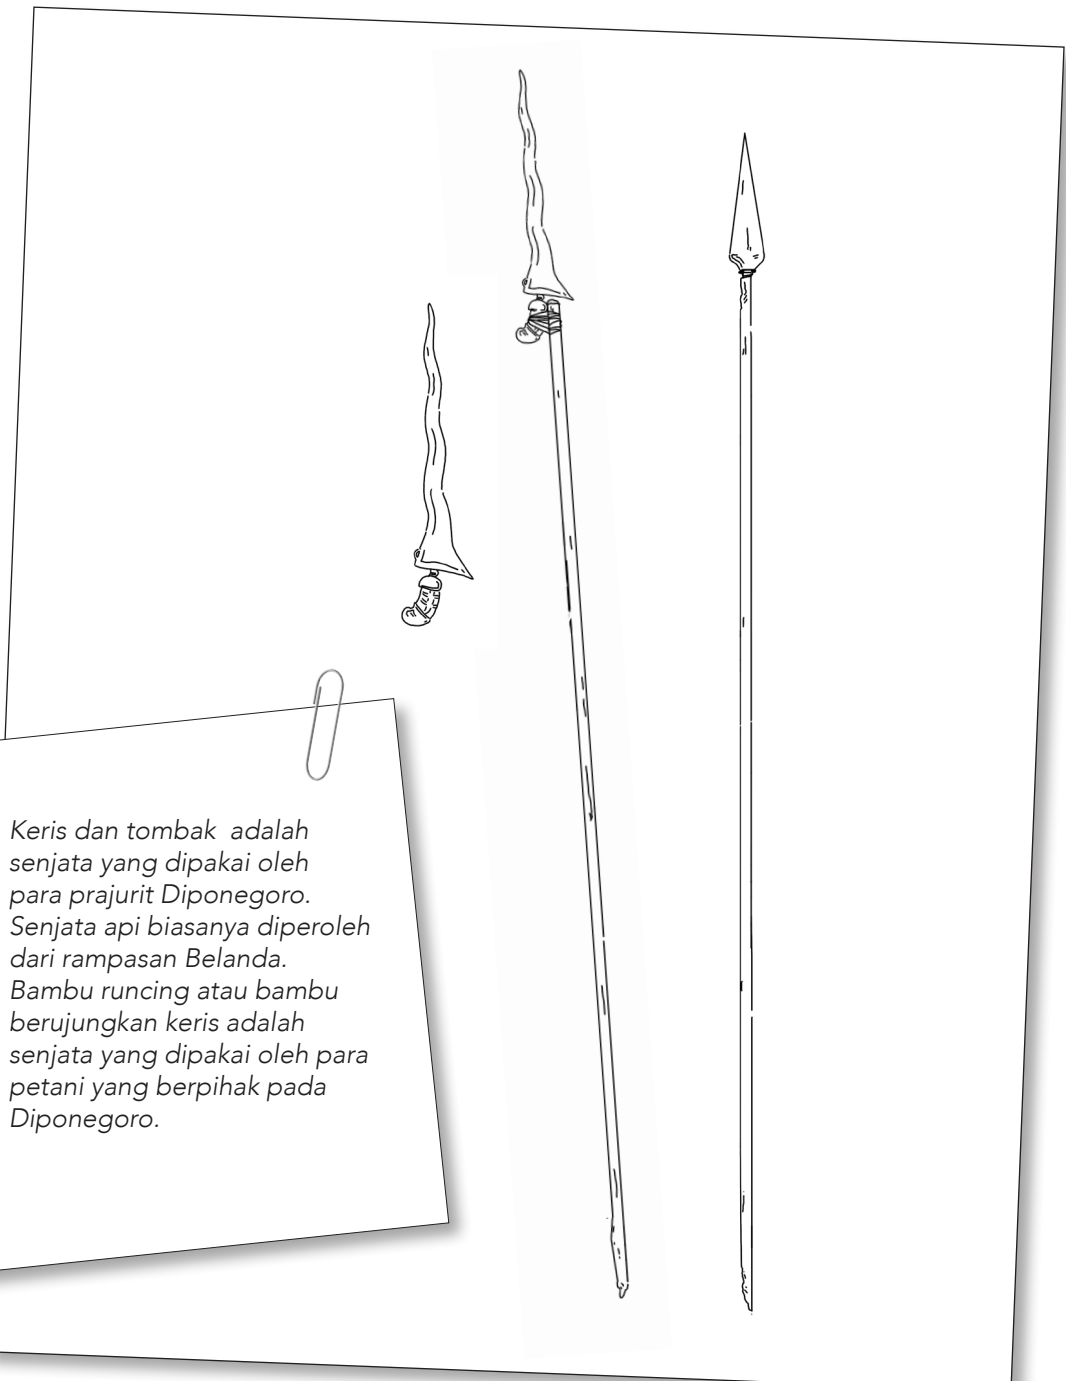 Keris dan tombak  adalah
senjata yang dipakai oleh
para prajurit Diponegoro.
Senjata api biasanya diperoleh
dari rampasan Belanda.
Bambu runcing atau bambu
berujungkan keris adalah
senjata yang dipakai oleh para
petani yang berpihak pada
Diponegoro.